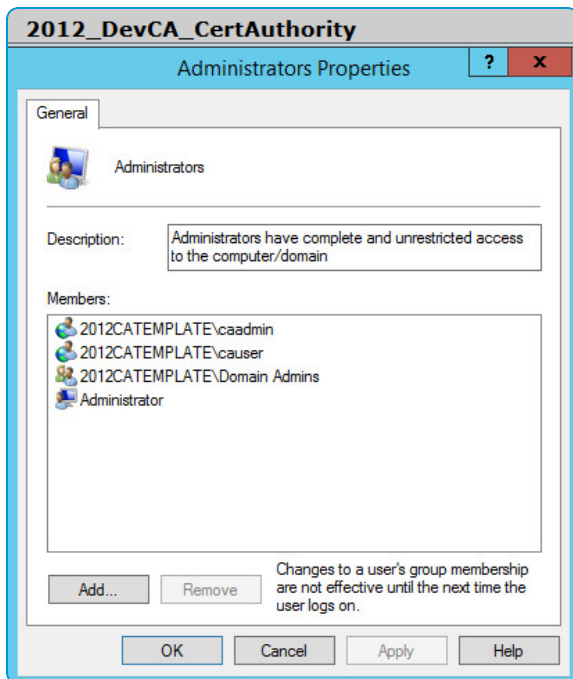 2012_DevCA_CertAuthority
Administrators Properties
?
x
General
Administrators
Description:
Administrators have complete and unrestricted access
to the computer/domain
Members:
2012CATEMPLATE\caadmin
2012CATEMPLATE\causer
2012CATEMPLATE\Domain Admins
Administrator
Add...
Remove
Changes to a user's group membership
are not effective until the next time the
user logs on.
OK
Cancel
Apply
Help